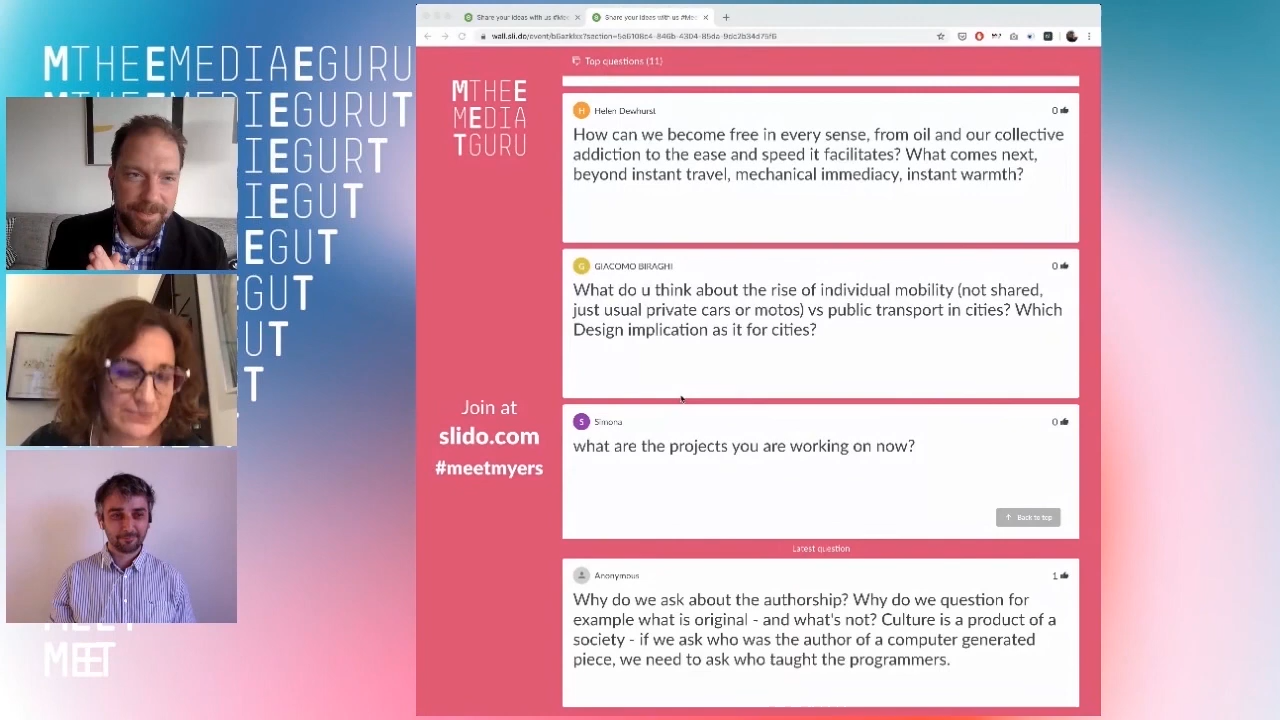 MTHEEMEDIAEGURU
EGURUT
IEGURT
IEGUT
EGUT
EGUT
UT
T
MEET
Share your ideas with us #Mee
Share your ideas with us #Mee
Top questions (11)
MTHEE
MEDIA
TGURU
Join at
slido.com
#meetmyers
H
Helen Dewhurst
0
How can we become free in every sense, from oil and our collective
addiction to the ease and speed it facilitates? What comes next,
beyond instant travel, mechanical immediacy, instant warmth?
G
GIACOMO BIRAGHI
0
What do u think about the rise of individual mobility (not shared,
just usual private cars or motos) vs public transport in cities? Which
Design implication as it for cities?
S
Simona
0
what are the projects you are working on now?
Back to top
Latest question
Anonymous
1
Why do we ask about the authorship? Why do we question for
example what is original - and what's not? Culture is a product of a
society - if we ask who was the author of a computer generated
piece, we need to ask who taught the programmers.